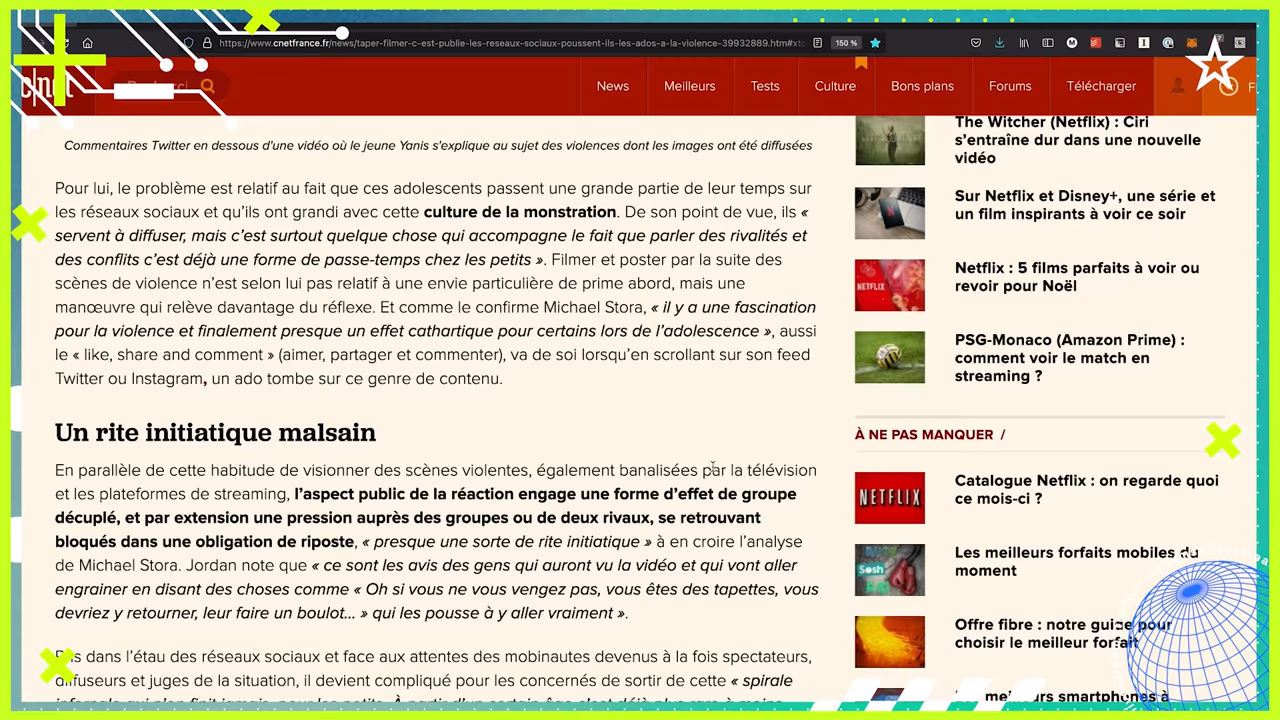 https://www.cnetfrance.fr/news/taper-filmer-c-est-publie-les-reseaux-sociaux-poussent-ils-les-ados-a-la-violence-39932889.htm#xtc
150 %
News
Meilleurs
Tests
Culture
Bons plans
Forums
Télécharger
Commentaires Twitter en dessous d'une vidéo où le jeune Yanis s'explique au sujet des violences dont les images ont été diffusées
Pour lui, le problème est relatif au fait que ces adolescents passent une grande partie de leur temps sur
les réseaux sociaux et qu’ils ont grandi avec cette culture de la monstration. De son point de vue, ils «
servent à diffuser, mais c’est surtout quelque chose qui accompagne le fait que parler des rivalités et
des conflits c’est déjà une forme de passe-temps chez les petits ». Filmer et poster par la suite des
scènes de violence n’est selon lui pas relatif à une envie particulière de prime abord, mais une
manœuvre qui relève davantage du réflexe. Et comme le confirme Michael Stora, « il y a une fascination
pour la violence et finalement presque un effet cathartique pour certains lors de l’adolescence », aussi
le « like, share and comment » (aimer, partager et commenter), va de soi lorsqu’en scrollant sur son feed
Twitter ou Instagram, un ado tombe sur ce genre de contenu.
Un rite initiatique malsain
En parallèle de cette habitude de visionner des scènes violentes, également banalisées par la télévision
et les plateformes de streaming, l’aspect public de la réaction engage une forme d’effet de groupe
décuplé, et par extension une pression auprès des groupes ou de deux rivaux, se retrouvant
bloqués dans une obligation de riposte, « presque une sorte de rite initiatique » à en croire l’analyse
de Michael Stora. Jordan note que « ce sont les avis des gens qui auront vu la vidéo et qui vont aller
engrainer en disant des choses comme « Oh si vous ne vous vengez pas, vous êtes des tapettes, vous
devriez y retourner, leur faire un boulot... » qui les pousse à y aller vraiment ».
dans l’étau des réseaux sociaux et face aux attentes des mobinautes devenus à la fois spectateurs,
diffuseurs et juges de la situation, il devient compliqué pour les concernés de sortir de cette « spirale
The Witcher (Netflix) : Ciri
s’entraîne dur dans une nouvelle
vidéo
Sur Netflix et Disney+, une série et
un film inspirants à voir ce soir
NETFLIX
Netflix : 5 films parfaits à voir ou
revoir pour Noël
PSG-Monaco (Amazon Prime) :
comment voir le match en
streaming ?
À NE PAS MANQUER /
NETFLIX
Catalogue Netflix : on regarde quoi
ce mois-ci ?
Sosh
Les meilleurs forfaits mobiles du
moment
Offre fibre : notre guide pour
choisir le meilleur forfait
smartphones à